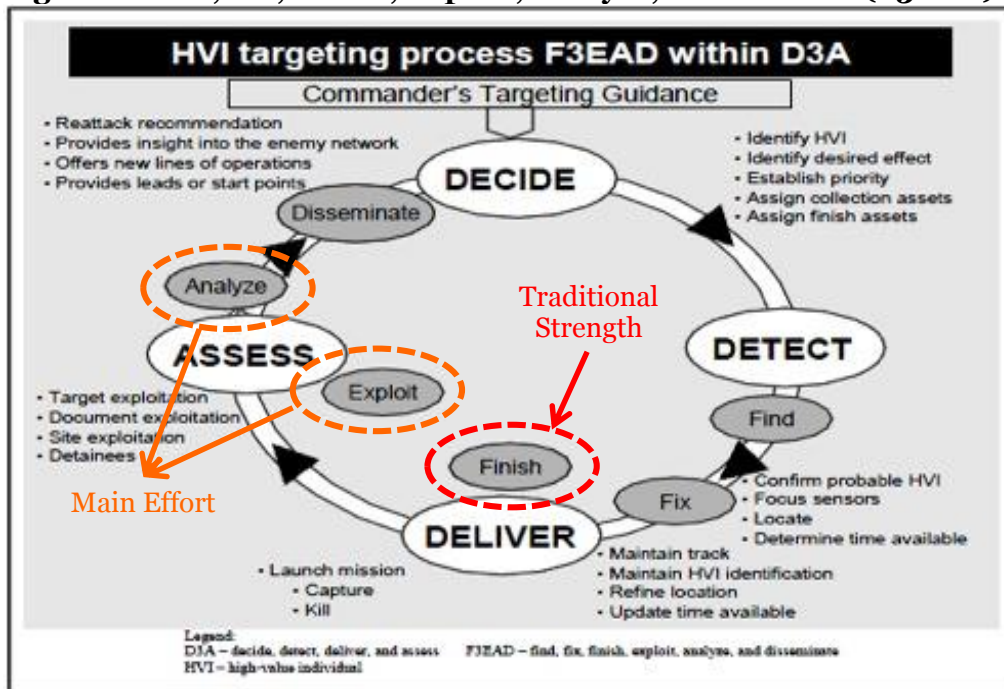 HVI targeting process F3EAD within D3A
Commander's Targeting Guidance
• Reattack recommendation
• Provides insight into the enemy network
• Offers new lines of operations
• Provides leads or start points
DECIDE
• Identify HVI
• Identify desired effect
• Establish priority
• Assign collection assets
• Assign finish assets
Disseminate
Analyze
Traditional
Strength
ASSESS
DETECT
Exploit
• Target exploitation
• Document exploitation
• Site exploitation
• Detainees
Find
Finish
Main Effort
Fix
• Confirm probable HVI
• Focus sensors
• Locate
• Determine time available
DELIVER
• Launch mission
• Capture
• Kill
• Maintain track
• Maintain HVI identification
• Refine location
• Update time available
Legend:
D3A – decide, detect, deliver, and assess F3EAD – find, fix, finish, exploit, analyze, and disseminate
HVI – high-value individual